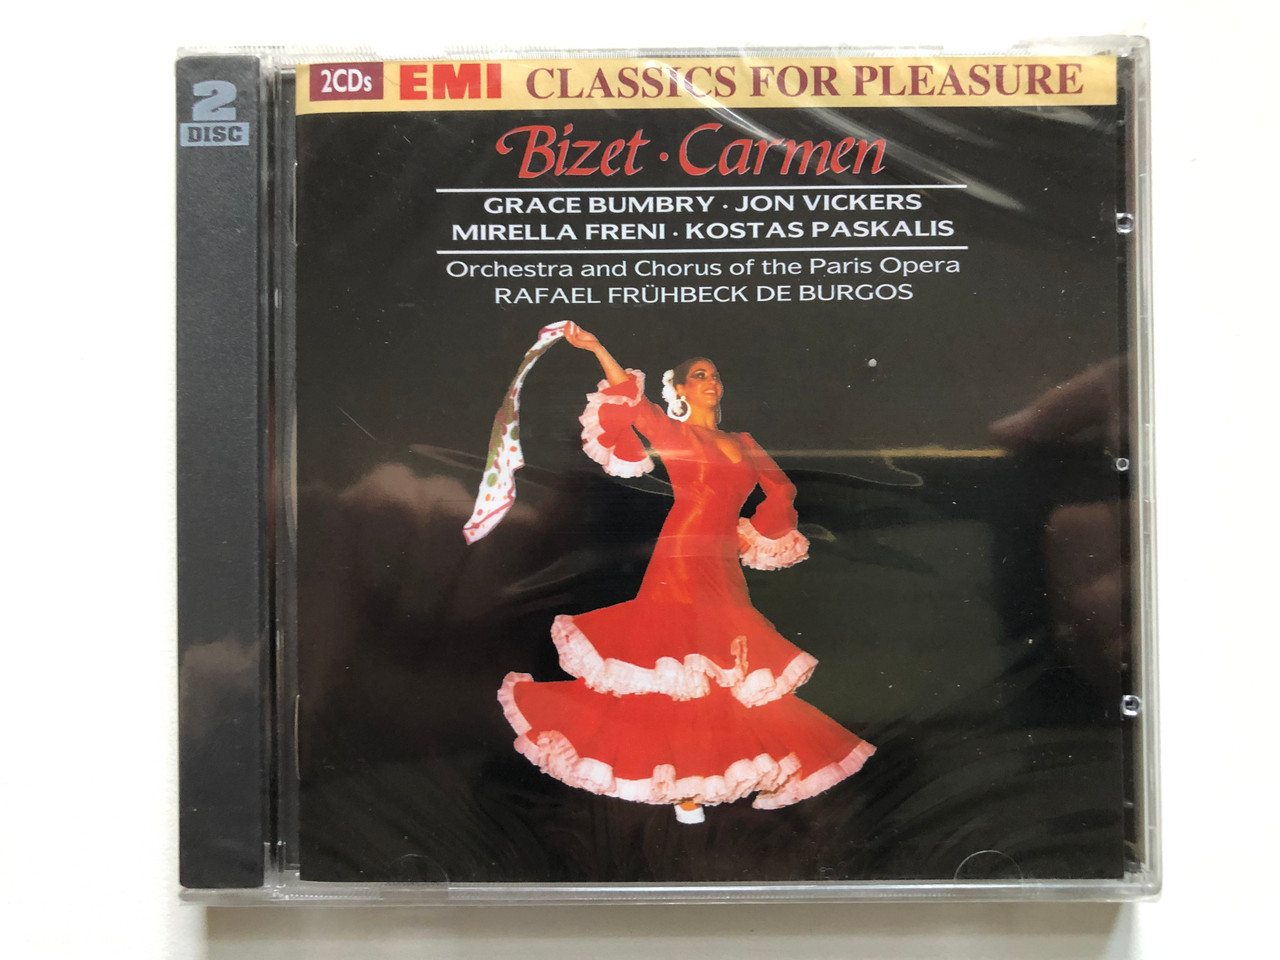 2
DISC
2CDs EMI CLASSICS FOR PLEASURE
Bizet · Carmen
GRACE BUMBRY · JON VICKERS
MIRELLA FRENI · KOSTAS PASKALIS
Orchestra and Chorus of the Paris Opera
RAFAEL FRÜHBECK DE BURGOS